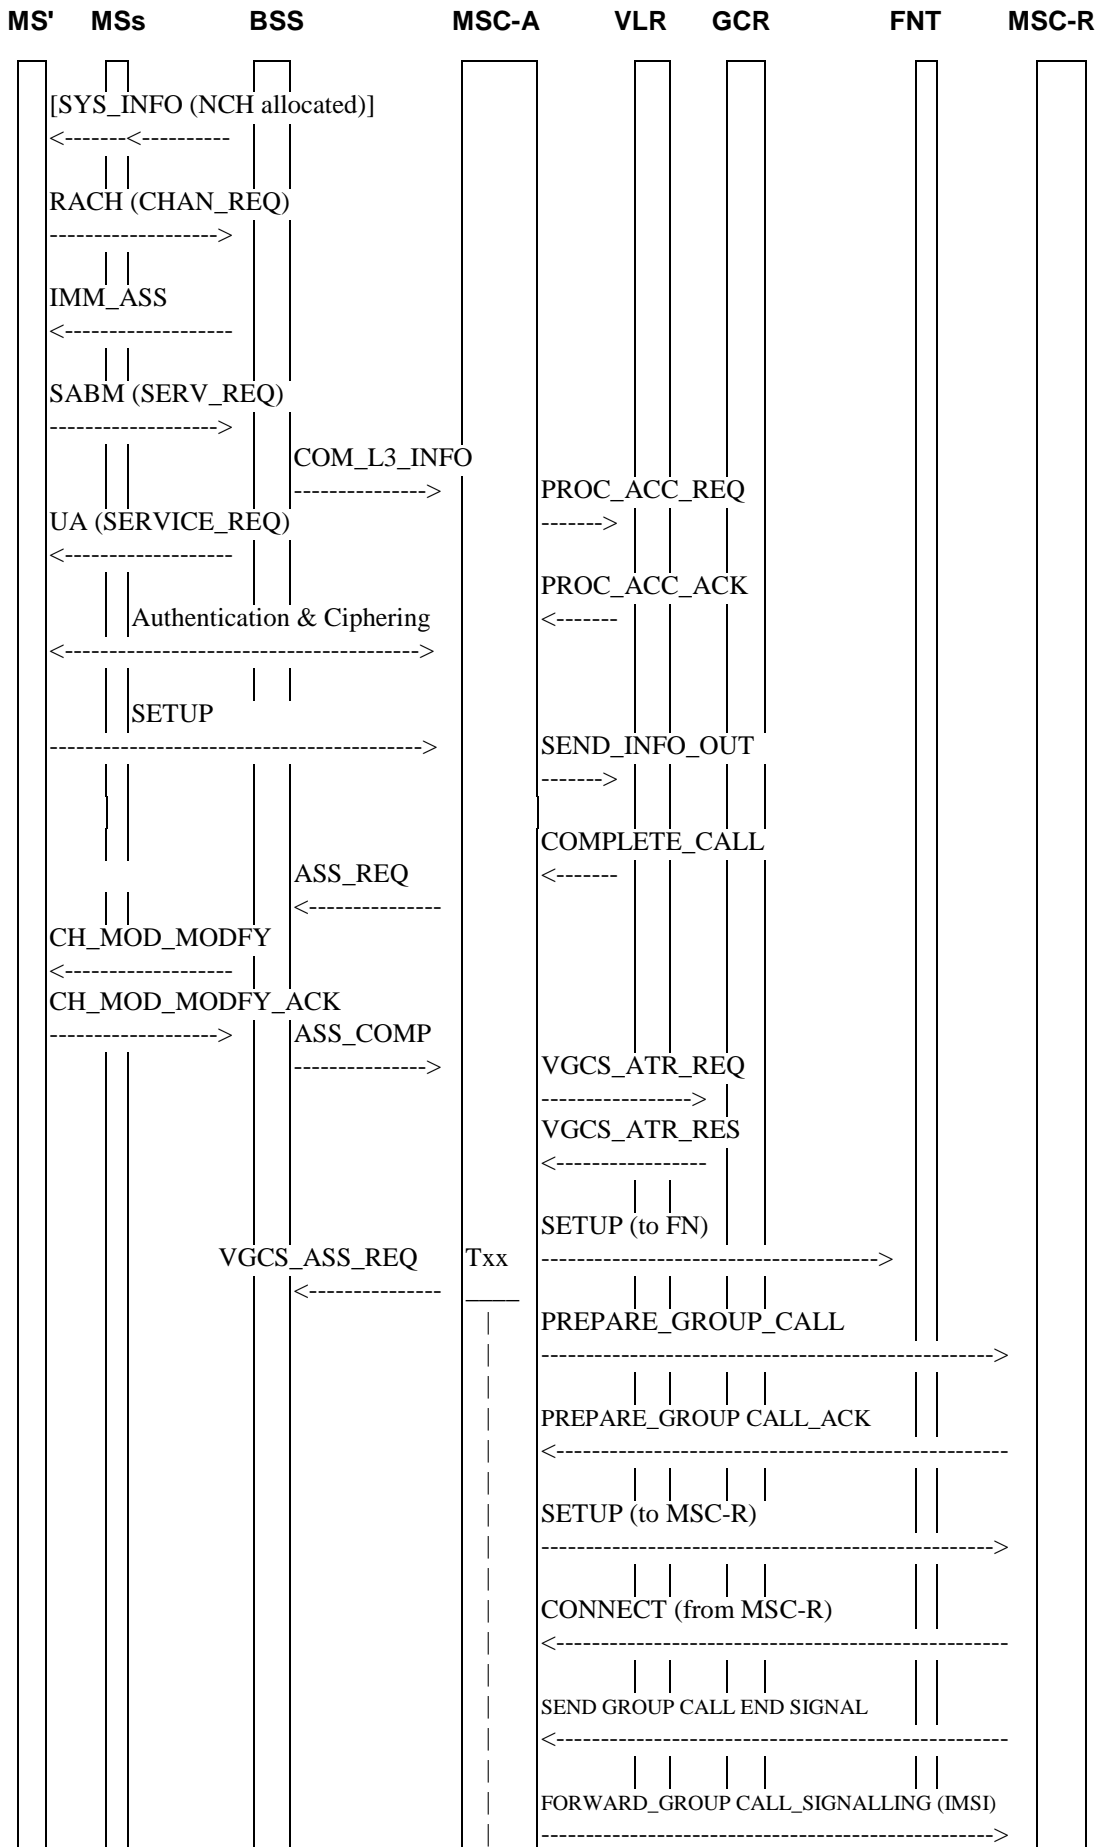 MS' MSs BSS MSC-A VLR GCR FNT MSC-R
[SYS_INFO (NCH allocated)]
<-------<----------
RACH (CHAN_REQ)
------------------->
IMM_ASS
<-------------------
SABM (SERV_REQ)
------------------->
COM_L3_INFO
---------------> PROC_ACC_REQ
UA (SERVICE_REQ) ------->
<-------------------
PROC_ACC_ACK
Authentication & Ciphering <-------
<---------------------------------------->
SETUP
------------------------------------------> SEND_INFO_OUT
------->
COMPLETE_CALL
ASS_REQ <-------
<---------------
CH_MOD_MODFY
<-------------------
CH_MOD_MODFY_ACK
-------------------> ASS_COMP
---------------> VGCS_ATR_REQ
----------------->
VGCS_ATR_RES
<-----------------
SETUP (to FN)
VGCS_ASS_REQ Txx -------------------------------------->
<--------------- ____
PREPARE_GROUP_CALL
--------------------------------------------------->
PREPARE_GROUP CALL_ACK
<---------------------------------------------------
SETUP (to MSC-R)
--------------------------------------------------->
CONNECT (from MSC-R)
<---------------------------------------------------
SEND GROUP CALL END SIGNAL
<---------------------------------------------------
FORWARD_GROUP CALL_SIGNALLING (IMSI)
--------------------------------------------------->